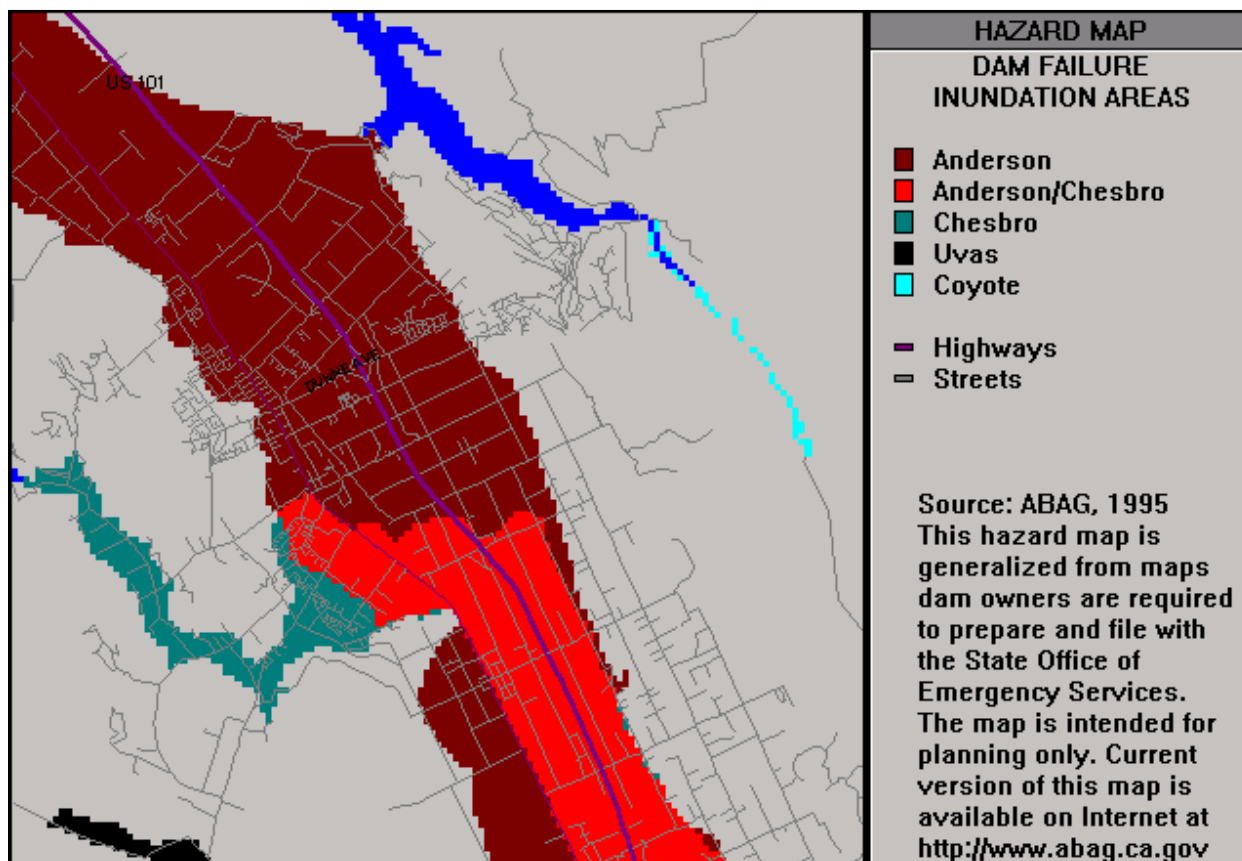 HAZARD MAP
DAM FAILURE
INUNDATION AREAS
Anderson
Anderson/Chesbro
Chesbro
Uvas
Coyote
Highways
Streets
Source: ABAG, 1995
This hazard map is
generalized from maps
dam owners are required
to prepare and file with
the State Office of
Emergency Services.
The map is intended for
planning only. Current
version of this map is
available on Internet at
http://www.abag.ca.gov
US 101
DUNNE AVE